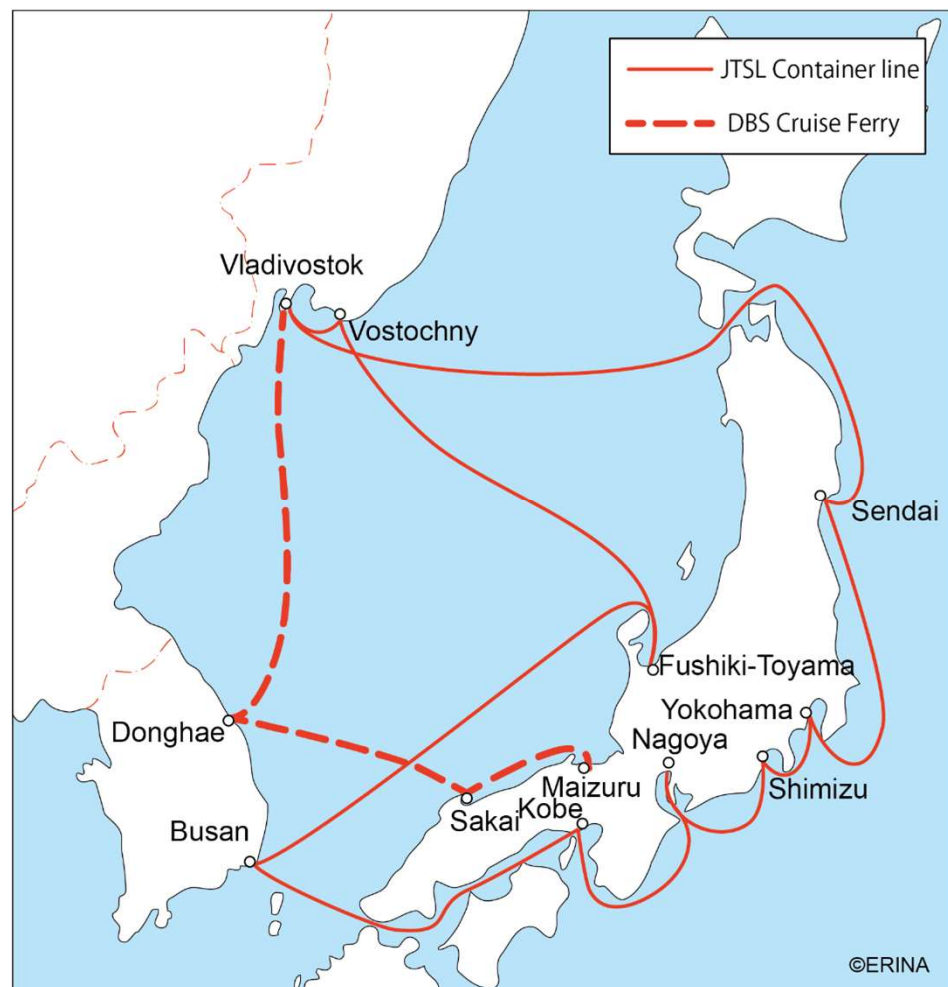 JTSL Container line
DBS Cruise Ferry
Vladivostok
Vostochny
Sendai
Fushiki-Toyama
Yokohama
Donghae
Nagoya
Maizuru
Shimizu
Sakai
Kobe
Busan
©ERINA